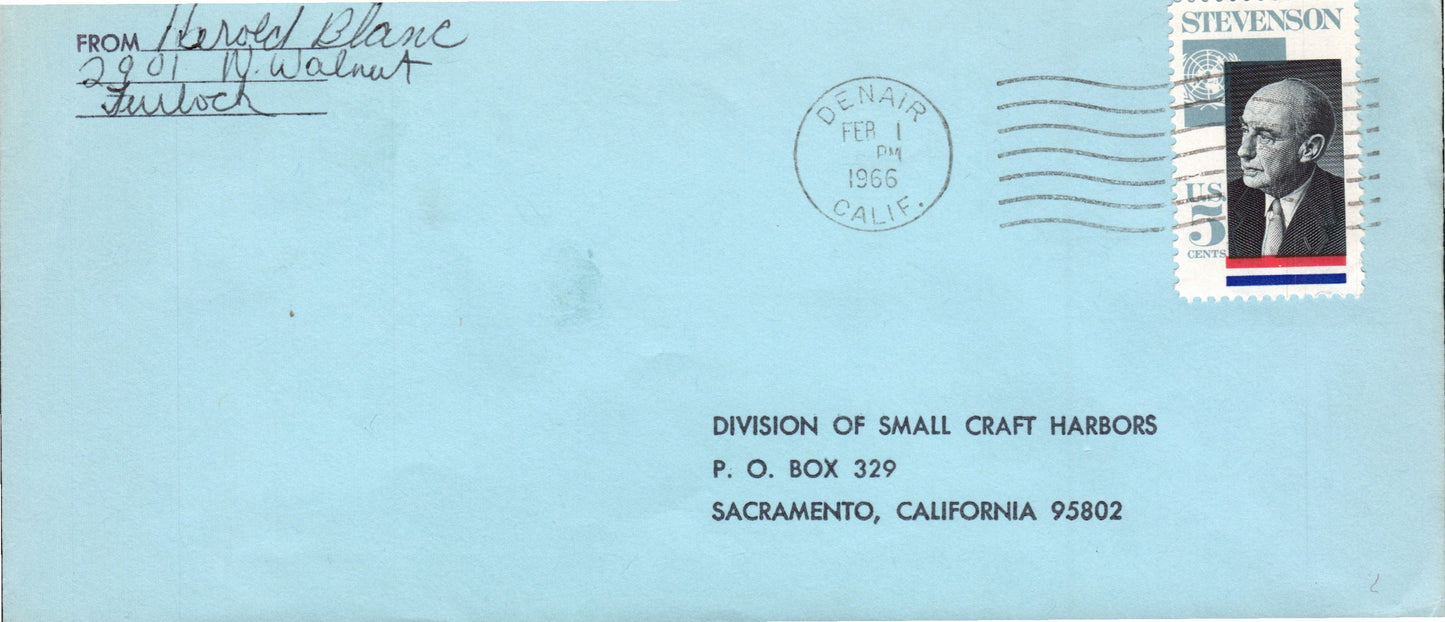 FROM Harold Blanc
2901 N. Walnut
Turlock
STEVENSON
U.S.
5
CENTS
DENAIR
FEB 1
PM
1966
CALIF.
DIVISION OF SMALL CRAFT HARBORS
P. O. BOX 329
SACRAMENTO, CALIFORNIA 95802